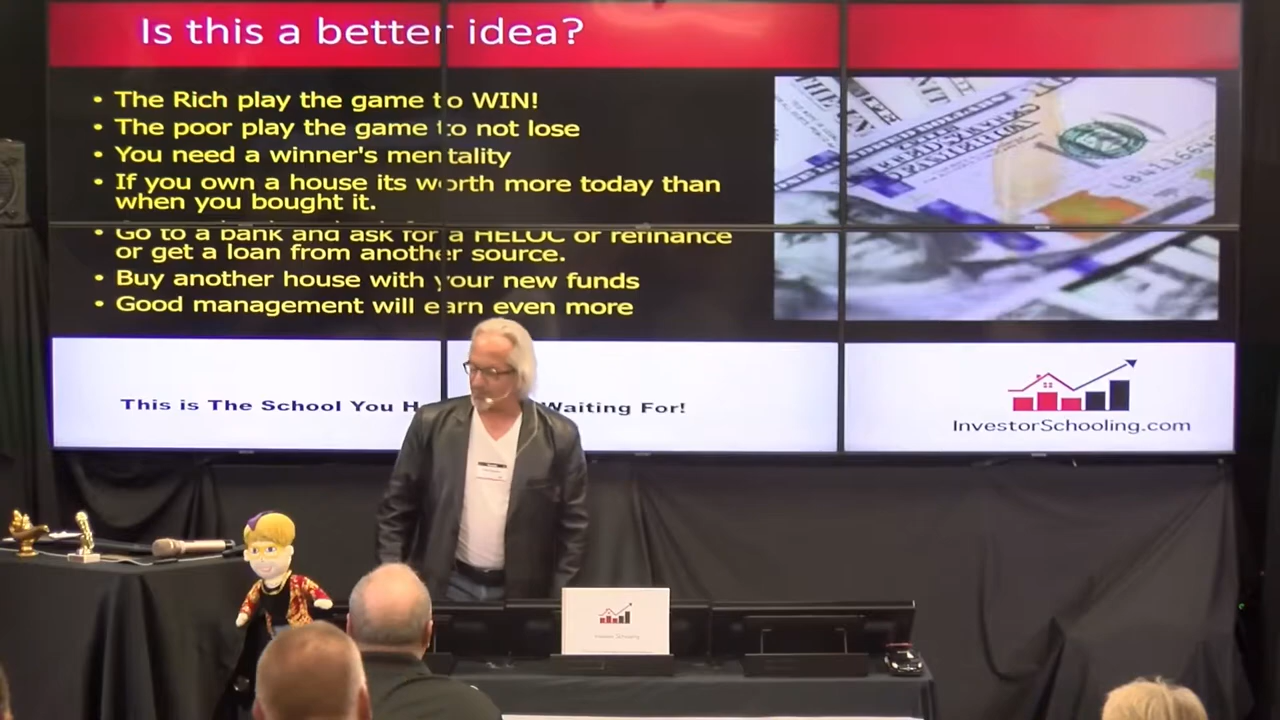 Is this a better idea?
• The Rich play the game to WIN!
• The poor play the game to not lose
• You need a winner's mentality
• If you own a house its worth more today than
when you bought it.
• Go to a bank and ask for a HELOC or refinance
or get a loan from another source.
• Buy another house with your new funds
• Good management will earn even more
This is The School You H Waiting For!
InvestorSchooling.com
Investor Schooling